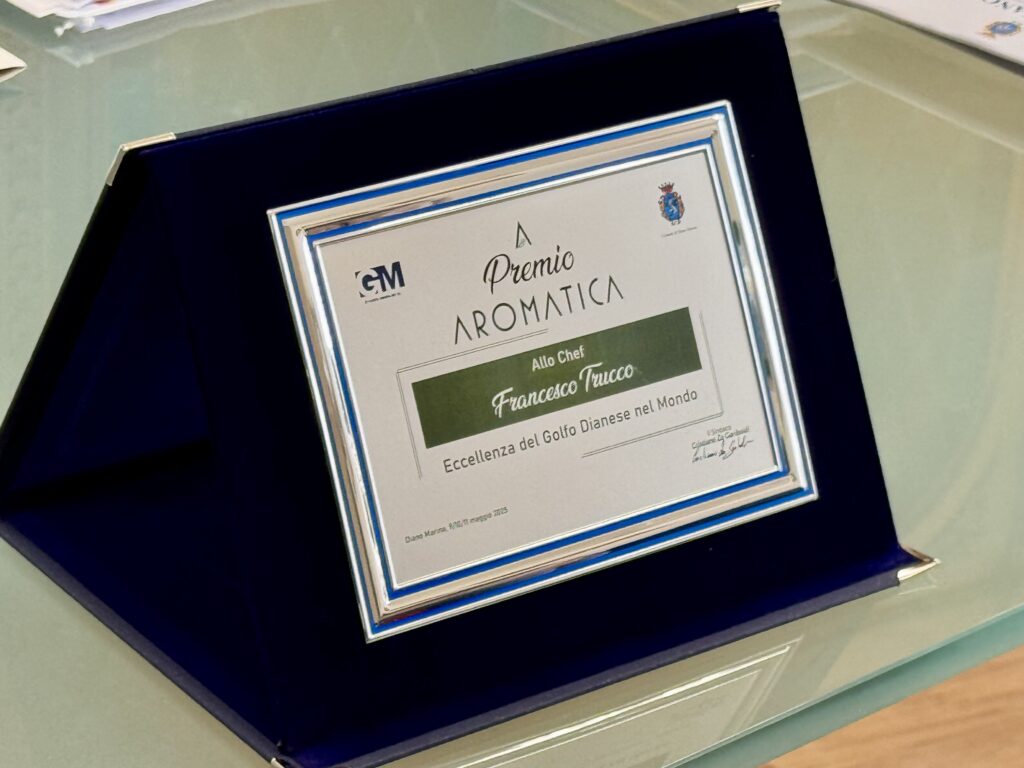 GM
Premio
AROMATICA
Allo Chef
Francesco Trucco
Eccellenza del Golfo Dianese nel Mondo
Il Sindaco
Cristiano Za Garibaldi
Diano Marina, 9/10/11 maggio 2025